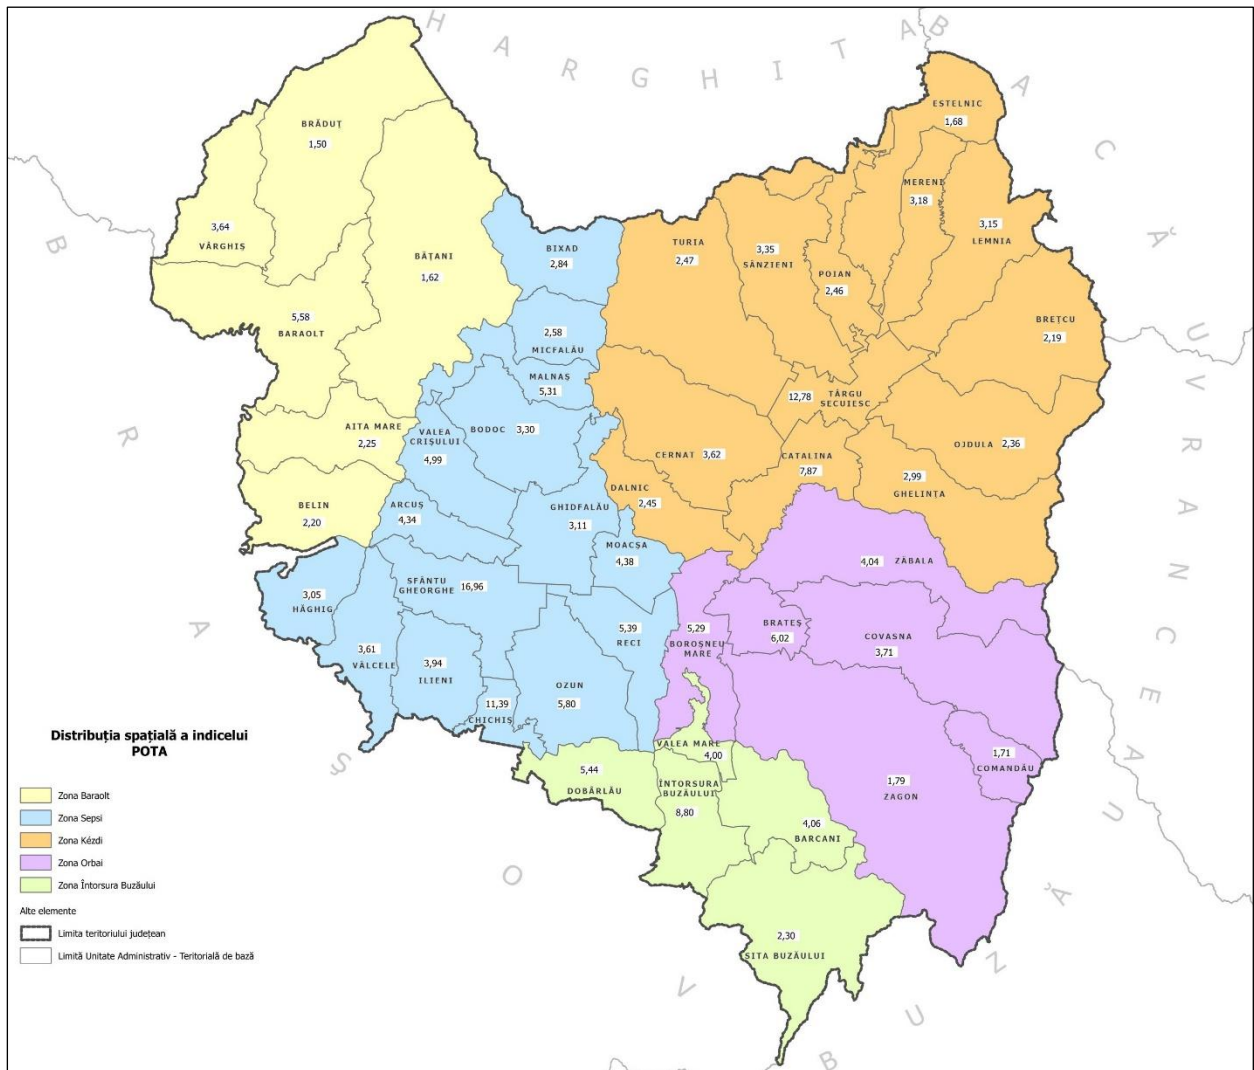 HARGHITA
BACĂU
VRANCEA
BUZĂU
BRAȘOV
ESTELNIC
1,68
BRĂDUȚ
1,50
MERENI
3,18
3,64
VÂRGHIȘ
3,15
LEMNIA
BIXAD
2,84
TURIA
2,47
3,35
SÂNZIENI
BĂȚANI
1,62
POIAN
2,46
5,58
BARAOLT
BREȚCU
2,19
2,58
MICFALĂU
MALNAȘ
5,31
12,78
TÂRGU
SECUIESC
AITA MARE
2,25
VALEA
CRIȘULUI
4,99
BODOC
3,30
CERNAT 3,62
CATALINA
7,87
OJDULA 2,36
2,99
GHELINȚA
DALNIC
2,45
BELIN
2,20
ARCUȘ
4,34
GHIDFALĂU
3,11
MOACȘA
4,38
4,04
ZĂBALA
SFÂNTU
GHEORGHE
16,96
3,05
HĂGHIG
5,39
RECI
5,29
BOROȘNEU
MARE
BRATEȘ
6,02
COVASNA
3,71
3,61
VÂLCELE
3,94
ILIENI
11,39
CHICHIȘ
OZUN
5,80
VALEA MARE
4,00
1,71
COMANDĂU
5,44
DOBÂRLĂU
ÎNTORSURA
BUZĂULUI
8,80
1,79
ZAGON
4,06
BARCANI
2,30
SITA BUZĂULUI
Distribuția spațială a indicelui
POTA
Zona Baraolt
Zona Sepsi
Zona Kézdi
Zona Orbai
Zona Întorsura Buzăului
Alte elemente
Limita teritoriului județean
Limită Unitate Administrativ - Teritorială de bază